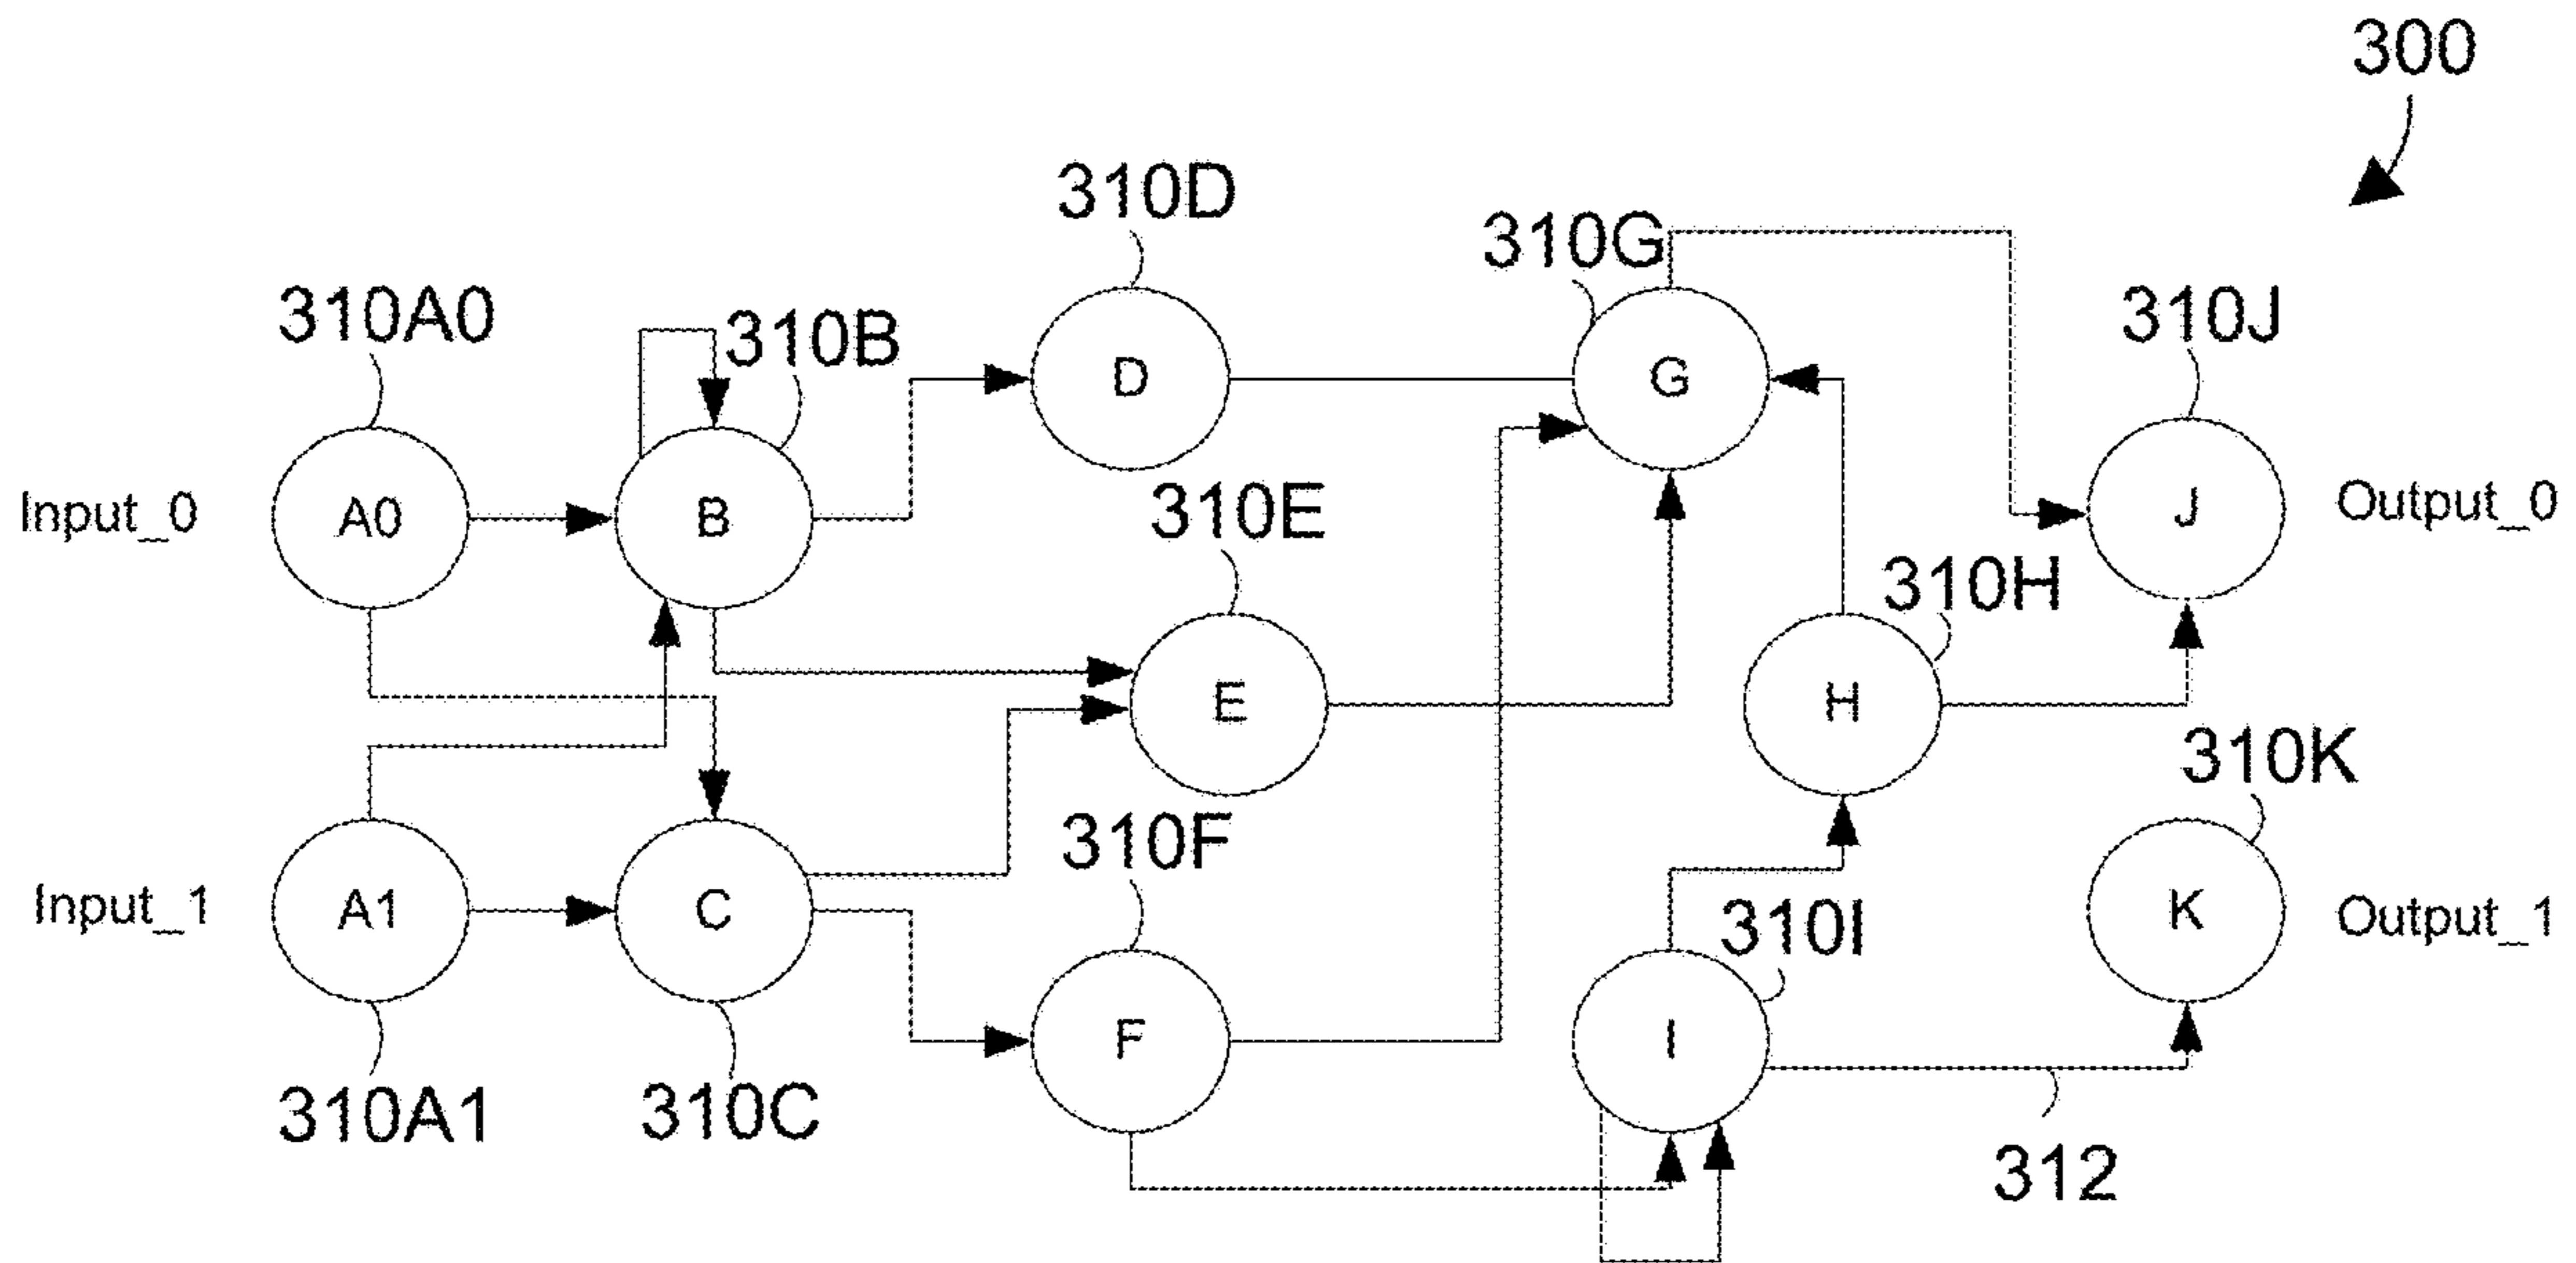 300
310D
310G
310A0
310B
310J
D
G
Input_0
A0
B
310E
J
Output_0
310H
E
H
310F
310K
Input_1
A1
C
310I
K
Output_1
F
I
310A1
310C
312